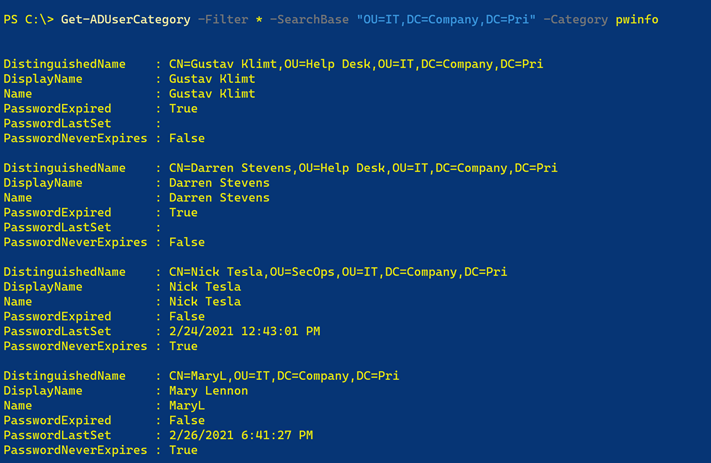 PS C:\> Get-ADUserCategory -Filter * -SearchBase "OU=IT,DC=Company,DC=Pri" -Category pwinfo
DistinguishedName    : CN=Gustav Klimt,OU=Help Desk,OU=IT,DC=Company,DC=Pri
DisplayName          : Gustav Klimt
Name                 : Gustav Klimt
PasswordExpired      : True
PasswordLastSet      :
PasswordNeverExpires : False
DistinguishedName    : CN=Darren Stevens,OU=Help Desk,OU=IT,DC=Company,DC=Pri
DisplayName          : Darren Stevens
Name                 : Darren Stevens
PasswordExpired      : True
PasswordLastSet      :
PasswordNeverExpires : False
DistinguishedName    : CN=Nick Tesla,OU=SecOps,OU=IT,DC=Company,DC=Pri
DisplayName          : Nick Tesla
Name                 : Nick Tesla
PasswordExpired      : False
PasswordLastSet      : 2/24/2021 12:43:01 PM
PasswordNeverExpires : True
DistinguishedName    : CN=MaryL,OU=IT,DC=Company,DC=Pri
DisplayName          : Mary Lennon
Name                 : MaryL
PasswordExpired      : False
PasswordLastSet      : 2/26/2021 6:41:27 PM
PasswordNeverExpires : True